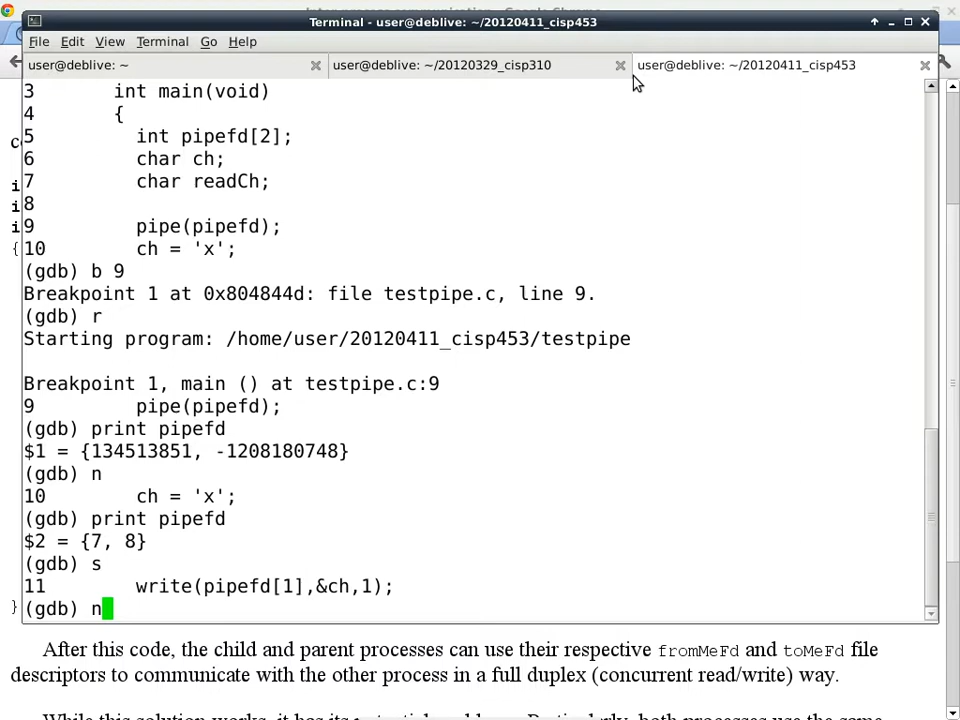 Terminal - user@deblive: ~/20120411_cisp453
File Edit View Terminal Go Help
user@deblive: ~ user@deblive: ~/20120329_cisp310 user@deblive: ~/20120411_cisp453
3 int main(void)
4 {
5 int pipefd[2];
6 char ch;
7 char readCh;
8
9 pipe(pipefd);
10 ch = 'x';
(gdb) b 9
Breakpoint 1 at 0x804844d: file testpipe.c, line 9.
(gdb) r
Starting program: /home/user/20120411_cisp453/testpipe
Breakpoint 1, main () at testpipe.c:9
9 pipe(pipefd);
(gdb) print pipefd
$1 = {134513851, -1208180748}
(gdb) n
10 ch = 'x';
(gdb) print pipefd
$2 = {7, 8}
(gdb) s
11 write(pipefd[1],&ch,1);
} (gdb) n
After this code, the child and parent processes can use their respective fromMeFd and toMeFd file
descriptors to communicate with the other process in a full duplex (concurrent read/write) way.